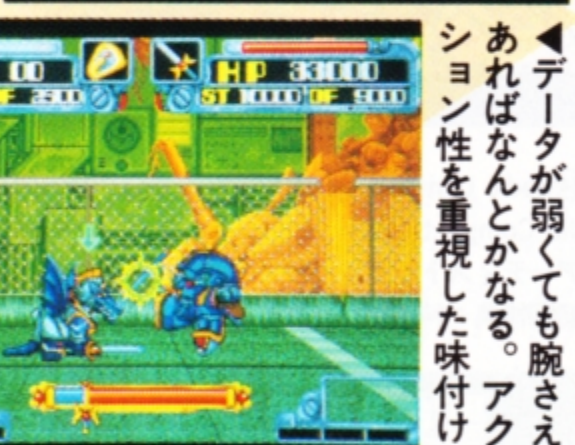 ◀データが弱くても腕さえ
あればなんとかなる。アク
ション性を重視した味付け
00
HP 33000
ST 10000 DF 9000